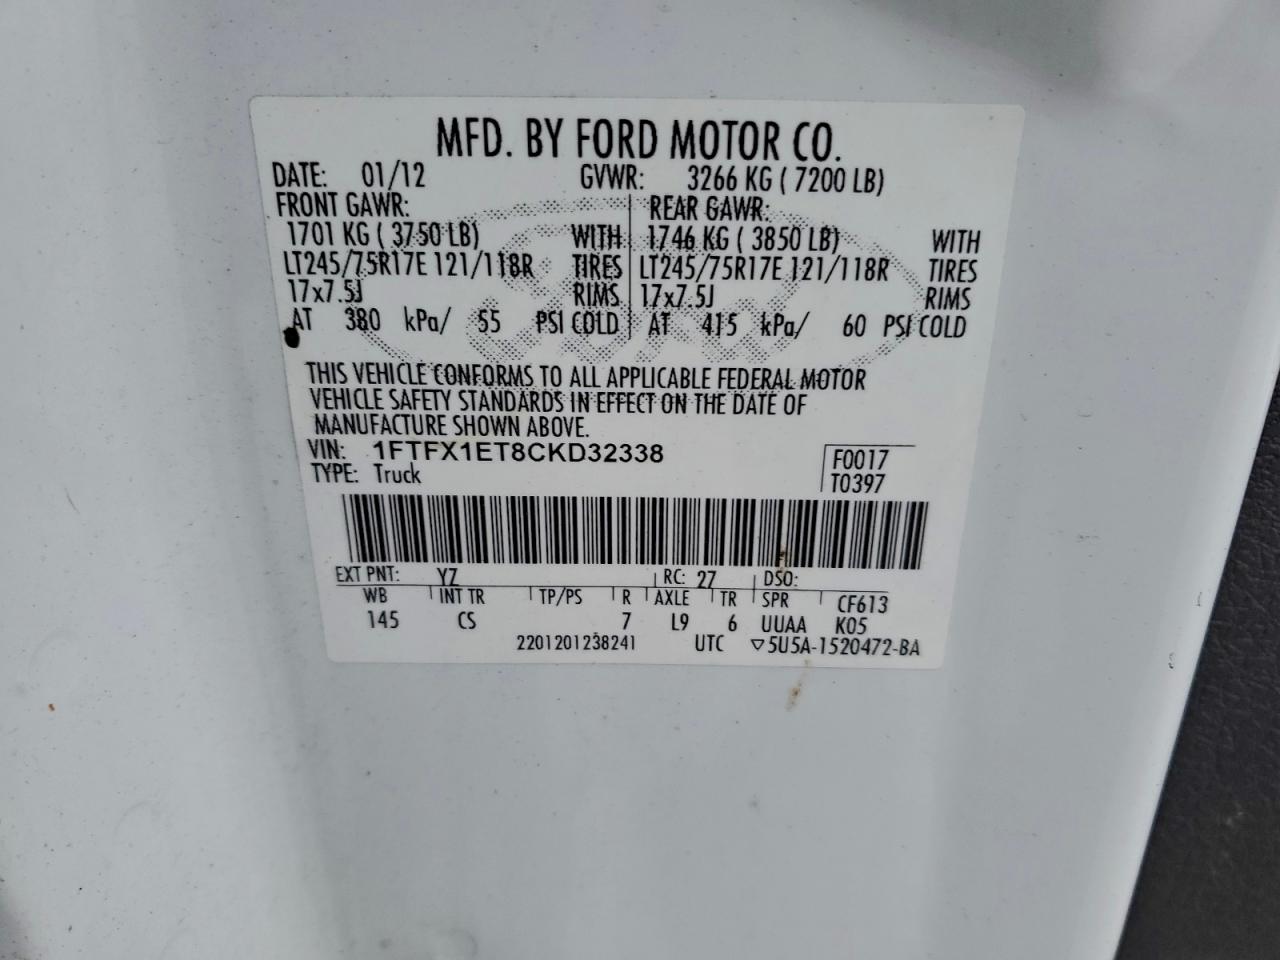 MFD. BY FORD MOTOR CO.
DATE: 01/12 GVWR: 3266 KG ( 7200 LB)
FRONT GAWR: REAR GAWR:
1701 KG ( 3750 LB) WITH 1746 KG ( 3850 LB) WITH
LT245/75R17E 121/118R TIRES LT245/75R17E 121/118R TIRES
17x7.5J RIMS 17x7.5J RIMS
AT 380 kPa/ 55 PSI COLD AT 415 kPa/ 60 PSI COLD
THIS VEHICLE CONFORMS TO ALL APPLICABLE FEDERAL MOTOR
VEHICLE SAFETY STANDARDS IN EFFECT ON THE DATE OF
MANUFACTURE SHOWN ABOVE.
VIN: 1FTFX1ET8CKD32338 F0017
TYPE: Truck T0397
EXT PNT: YZ RC: 27 DSO:
WB INT TR TP/PS R AXLE TR SPR CF613
145 CS 7 L9 6 UUAA K05
2201201238241 UTC ▽5U5A-1520472-BA